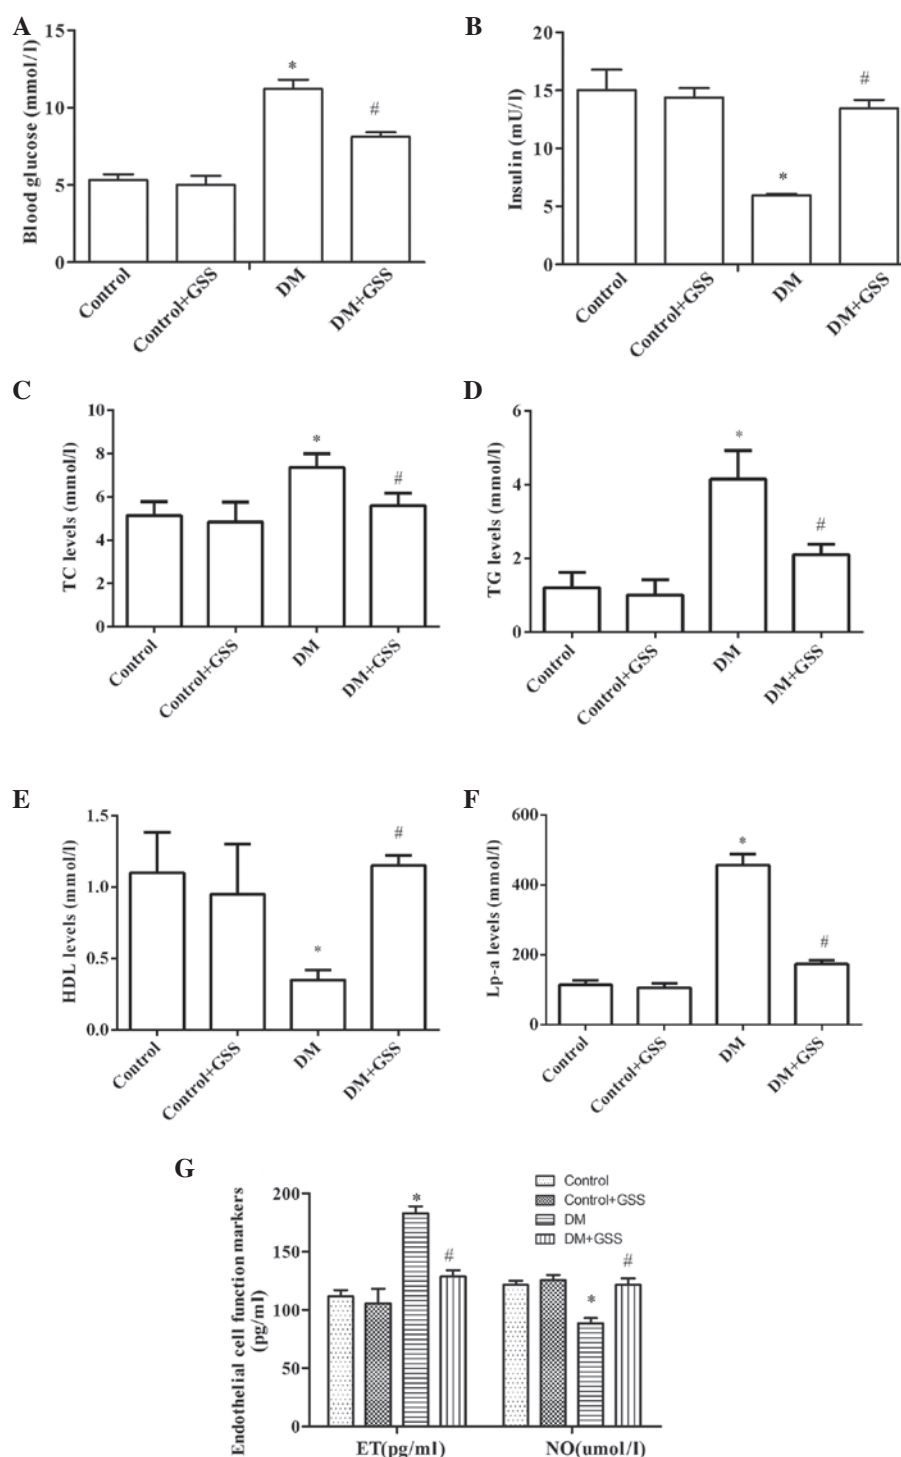 A
Blood glucose (mmol/l)
15
10
5
0
*
#
Control
Control+GSS
DM
DM+GSS
B
Insulin (mU/l)
20
15
10
5
0
*
#
Control
Control+GSS
DM
DM+GSS
C
TC levels (mmol/l)
10
8
6
4
2
0
*
#
Control
Control+GSS
DM
DM+GSS
D
TG levels (mmol/l)
6
4
2
0
*
#
Control
Control+GSS
DM
DM+GSS
E
HDL levels (mmol/l)
1.5
1.0
0.5
0.0
*
#
Control
Control+GSS
DM
DM+GSS
F
Lp-a levels (mmol/l)
600
400
200
0
*
#
Control
Control+GSS
DM
DM+GSS
G
Endothelial cell function markers
(pg/ml)
200
150
100
50
0
*
#
*
#
Control
Control+GSS
DM
DM+GSS
ET(pg/ml)
NO(umol/l)